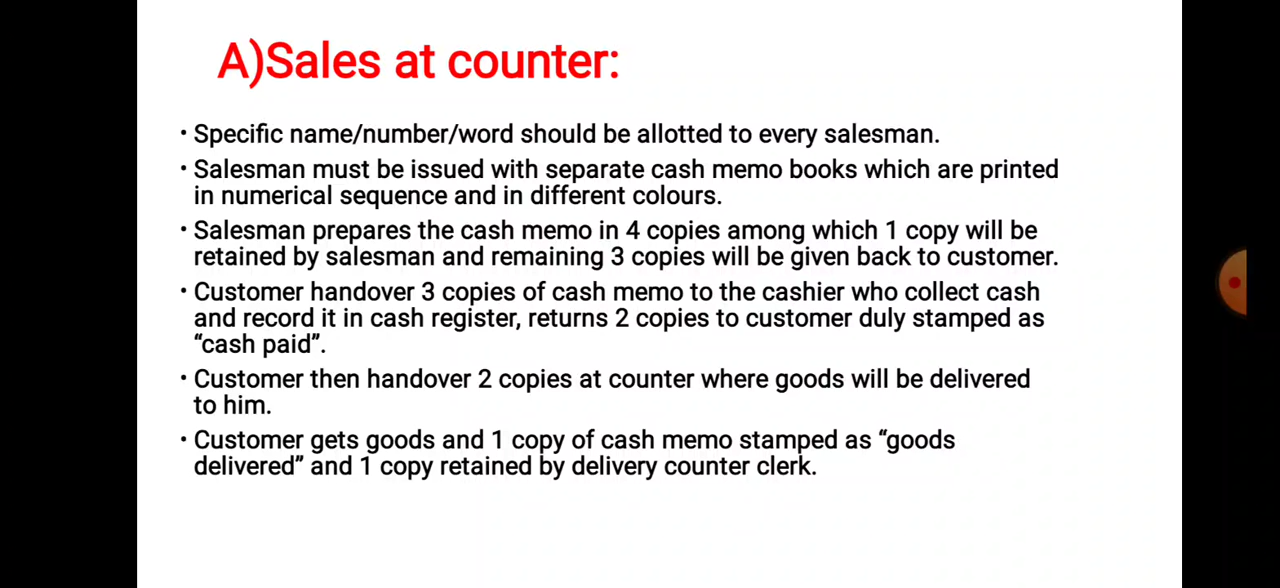 A)Sales at counter:
• Specific name/number/word should be allotted to every salesman.
• Salesman must be issued with separate cash memo books which are printed
in numerical sequence and in different colours.
• Salesman prepares the cash memo in 4 copies among which 1 copy will be
retained by salesman and remaining 3 copies will be given back to customer.
• Customer handover 3 copies of cash memo to the cashier who collect cash
and record it in cash register, returns 2 copies to customer duly stamped as
“cash paid”.
• Customer then handover 2 copies at counter where goods will be delivered
to him.
• Customer gets goods and 1 copy of cash memo stamped as “goods
delivered” and 1 copy retained by delivery counter clerk.